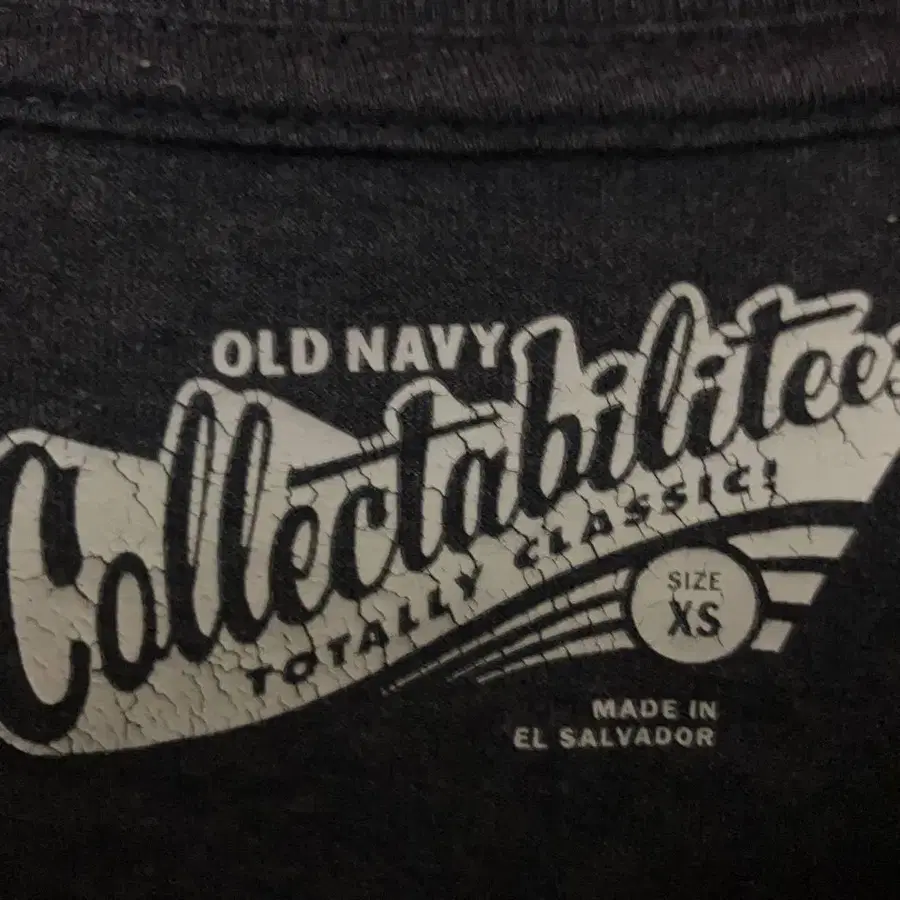 OLD NAVY
Collectabilitees
TOTALLY CLASSIC!
SIZE
XS
MADE IN
EL SALVADOR